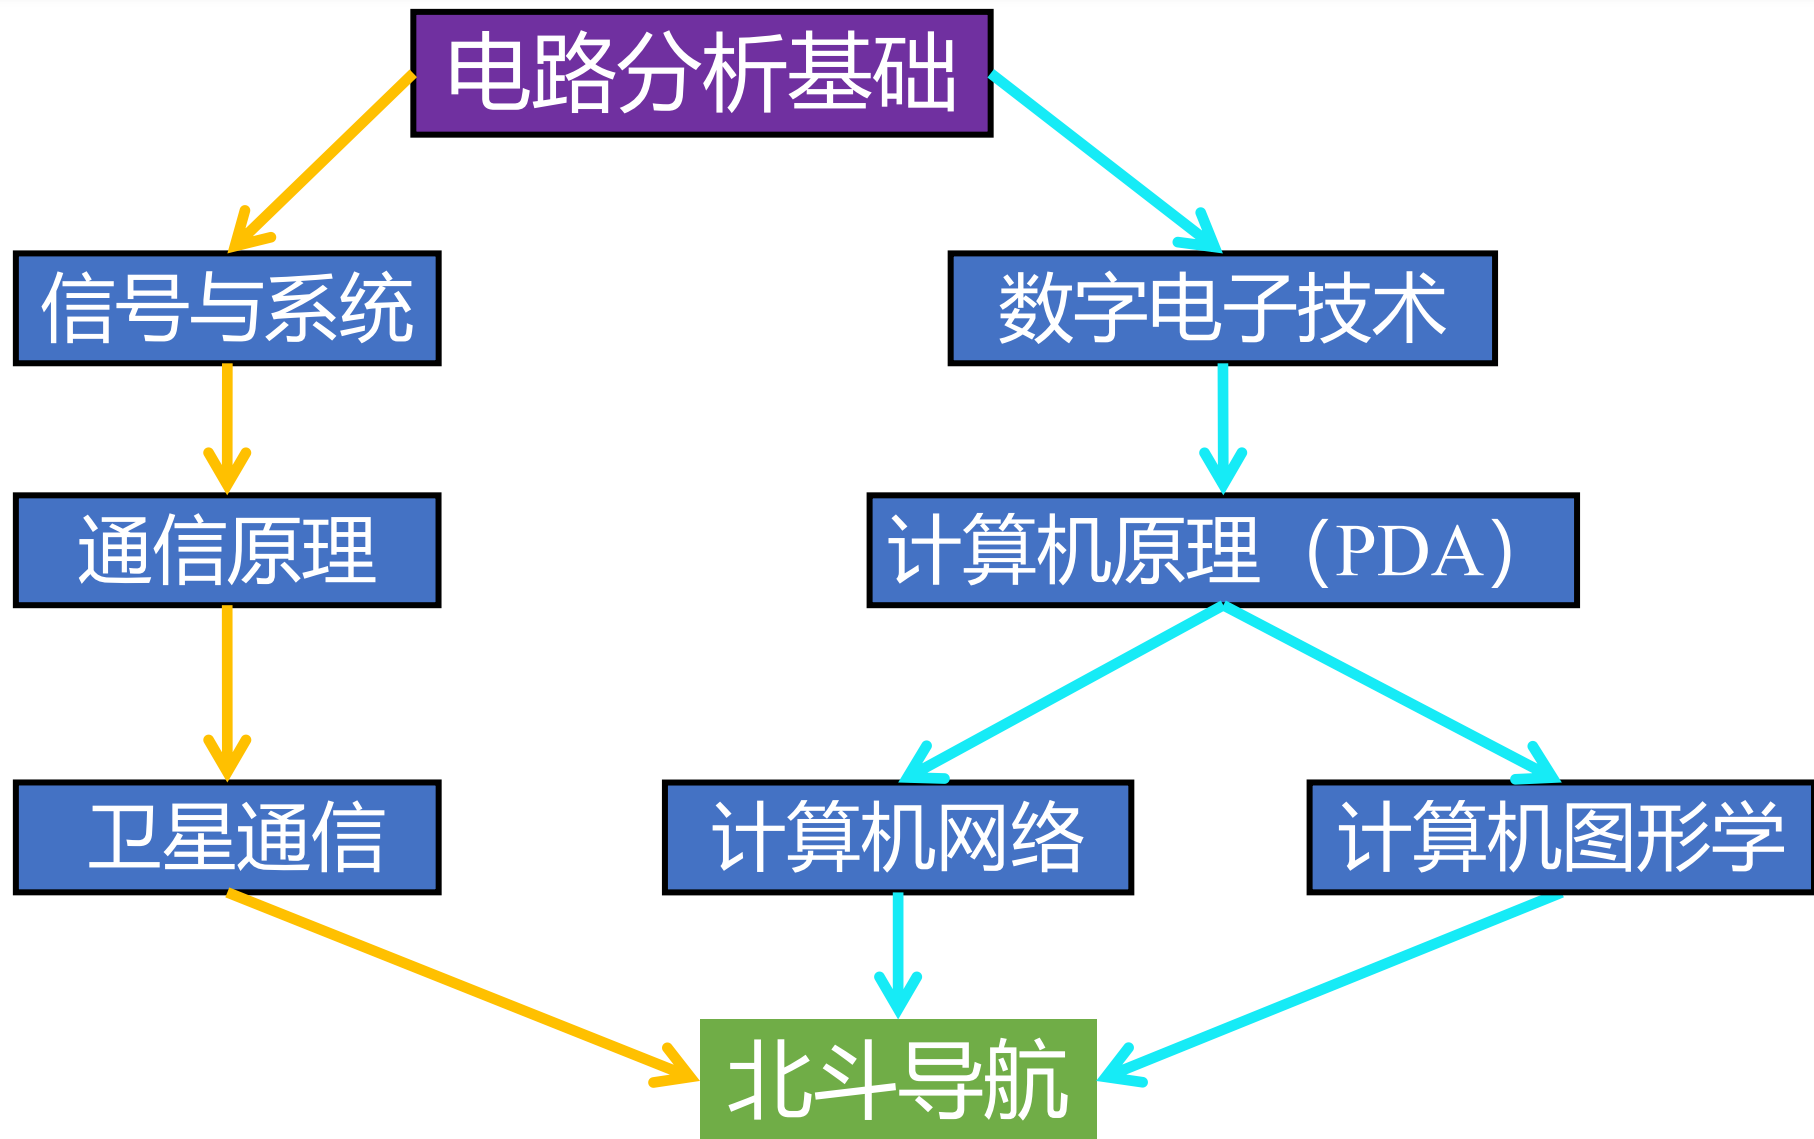 电路分析基础
信号与系统
数字电子技术
通信原理
计算机原理（PDA）
卫星通信
计算机网络
计算机图形学
北斗导航